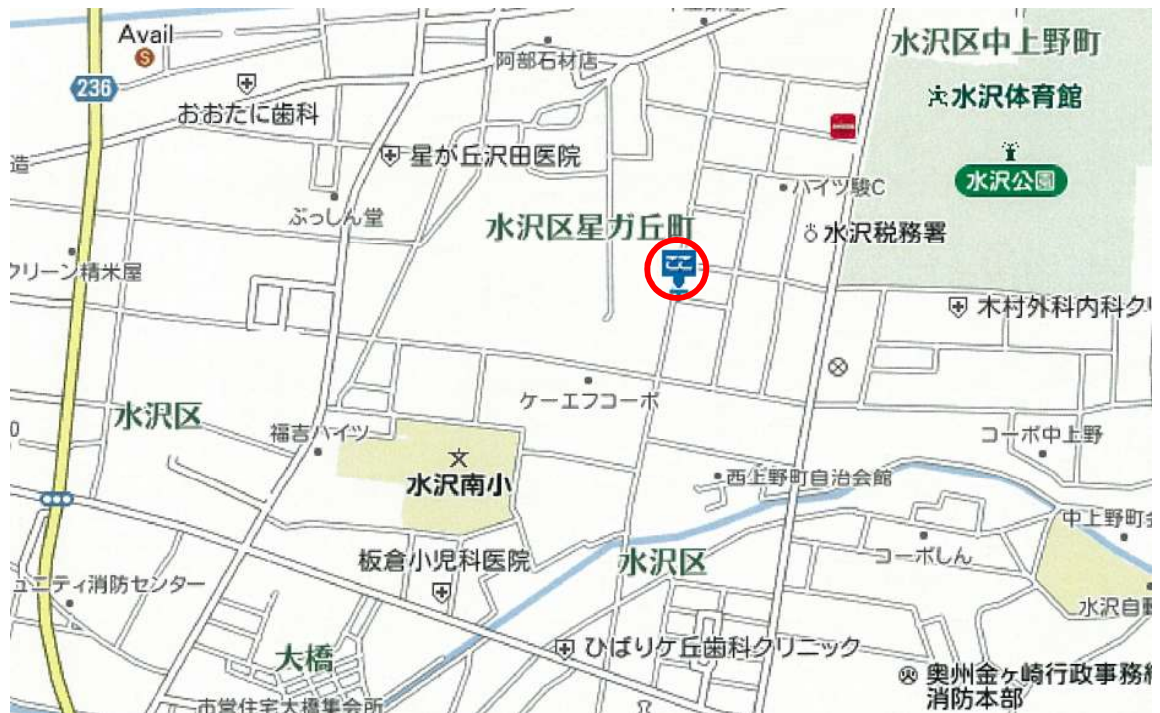 Avail
S
236
阿部石材店
水沢区中上野町
おおたに歯科
水沢体育館
星が丘沢田医院
造
水沢公園
ハイツ駿C
ぶっしん堂
水沢区星ガ丘町
水沢税務署
クリーン精米屋
木村外科内科ク
ケーエフコーポ
水沢区
福吉ハイツ
コーポ中上野
水沢南小
西上野町自治会館
中上野町会
板倉小児科医院
水沢区
コーポしん
ュニティ消防センター
水沢自動
大橋
ひばりケ丘歯科クリニック
奥州金ヶ崎行政事務組
消防本部
市営住宅大橋集会所